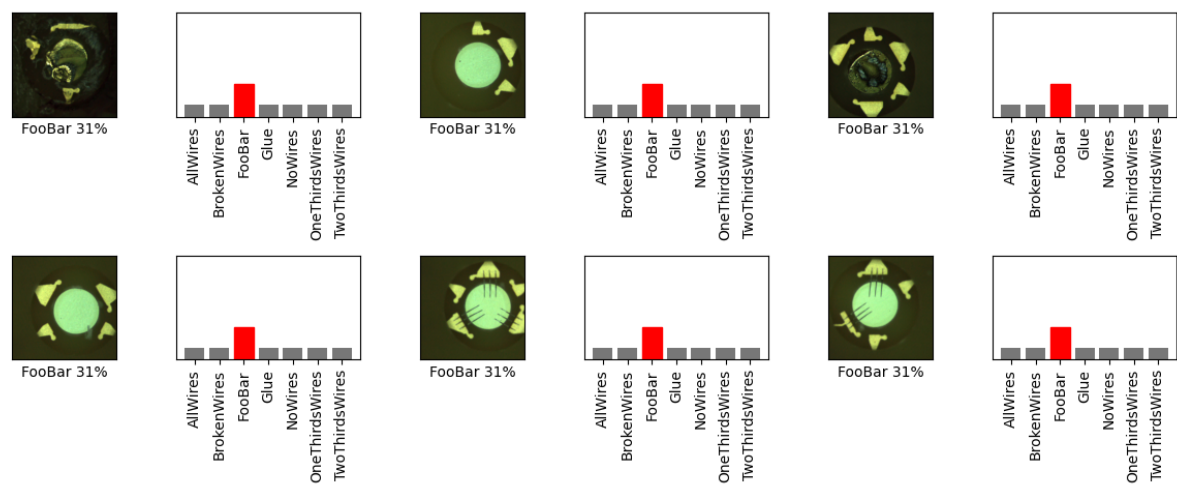 FooBar 31%
AllWires
BrokenWires
FooBar
Glue
NoWires
OneThirdsWires
TwoThirdsWires
FooBar 31%
AllWires
BrokenWires
FooBar
Glue
NoWires
OneThirdsWires
TwoThirdsWires
FooBar 31%
AllWires
BrokenWires
FooBar
Glue
NoWires
OneThirdsWires
TwoThirdsWires
FooBar 31%
AllWires
BrokenWires
FooBar
Glue
NoWires
OneThirdsWires
TwoThirdsWires
FooBar 31%
AllWires
BrokenWires
FooBar
Glue
NoWires
OneThirdsWires
TwoThirdsWires
FooBar 31%
AllWires
BrokenWires
FooBar
Glue
NoWires
OneThirdsWires
TwoThirdsWires